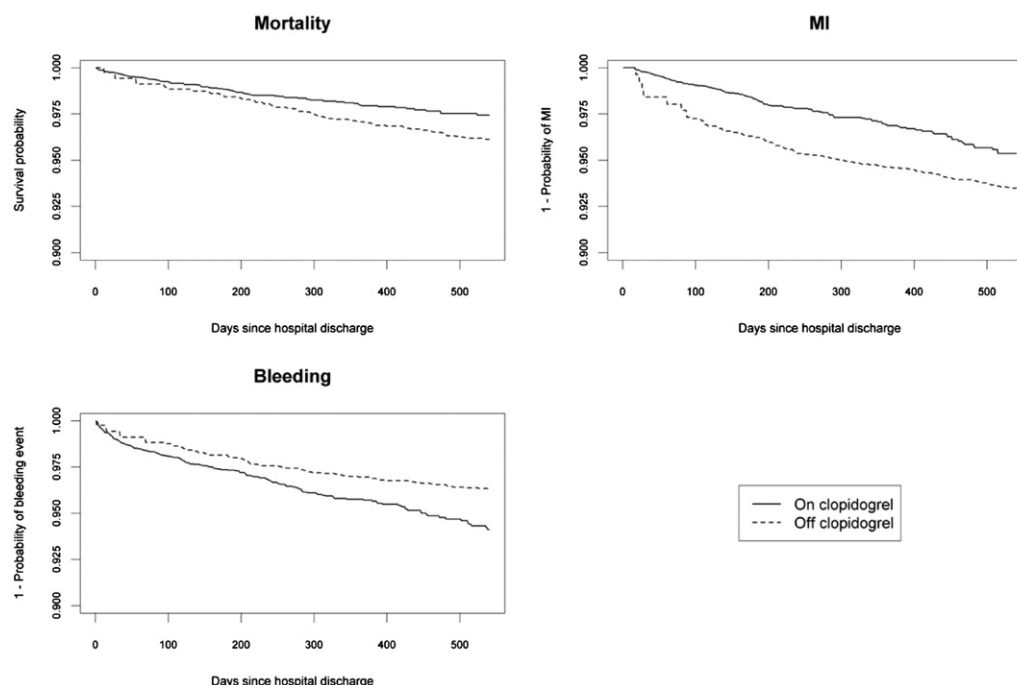 Mortality
Survival probability
1.000
0.975
0.950
0.925
0.900
0 100 200 300 400 500
Days since hospital discharge
MI
1 - Probability of MI
1.000
0.975
0.950
0.925
0.900
0 100 200 300 400 500
Days since hospital discharge
Bleeding
1 - Probability of bleeding event
1.000
0.975
0.950
0.925
0.900
0 100 200 300 400 500
Days since hospital discharge
On clopidogrel
Off clopidogrel